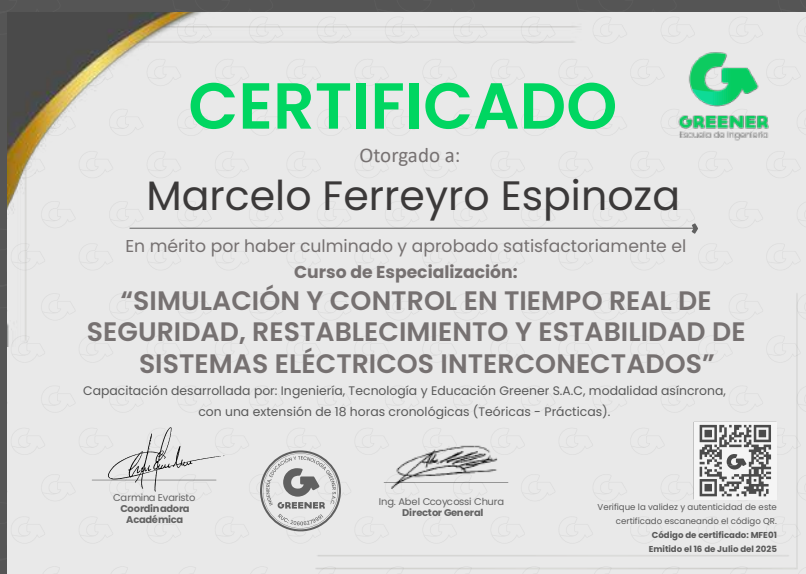 CERTIFICADO
GREENER
Escuela de Ingeniería
Otorgado a:
Marcelo Ferreyro Espinoza
En mérito por haber culminado y aprobado satisfactoriamente el
Curso de Especialización:
“SIMULACIÓN Y CONTROL EN TIEMPO REAL DE
SEGURIDAD, RESTABLECIMIENTO Y ESTABILIDAD DE
SISTEMAS ELÉCTRICOS INTERCONECTADOS”
Capacitación desarrollada por: Ingeniería, Tecnología y Educación Greener S.A.C, modalidad asíncrona,
con una extensión de 18 horas cronológicas (Teóricas - Prácticas).
Carmina Evaristo
Coordinadora
Académica
INGENIERÍA, EDUCACIÓN Y TECNOLOGÍA GREENER S.A.C
GREENER
Ing. Abel Ccoycossi Chura
Director General
Verifique la validez y autenticidad de este
certificado escaneando el código QR.
Código de certificado: MFE01
Emitido el 16 de Julio del 2025